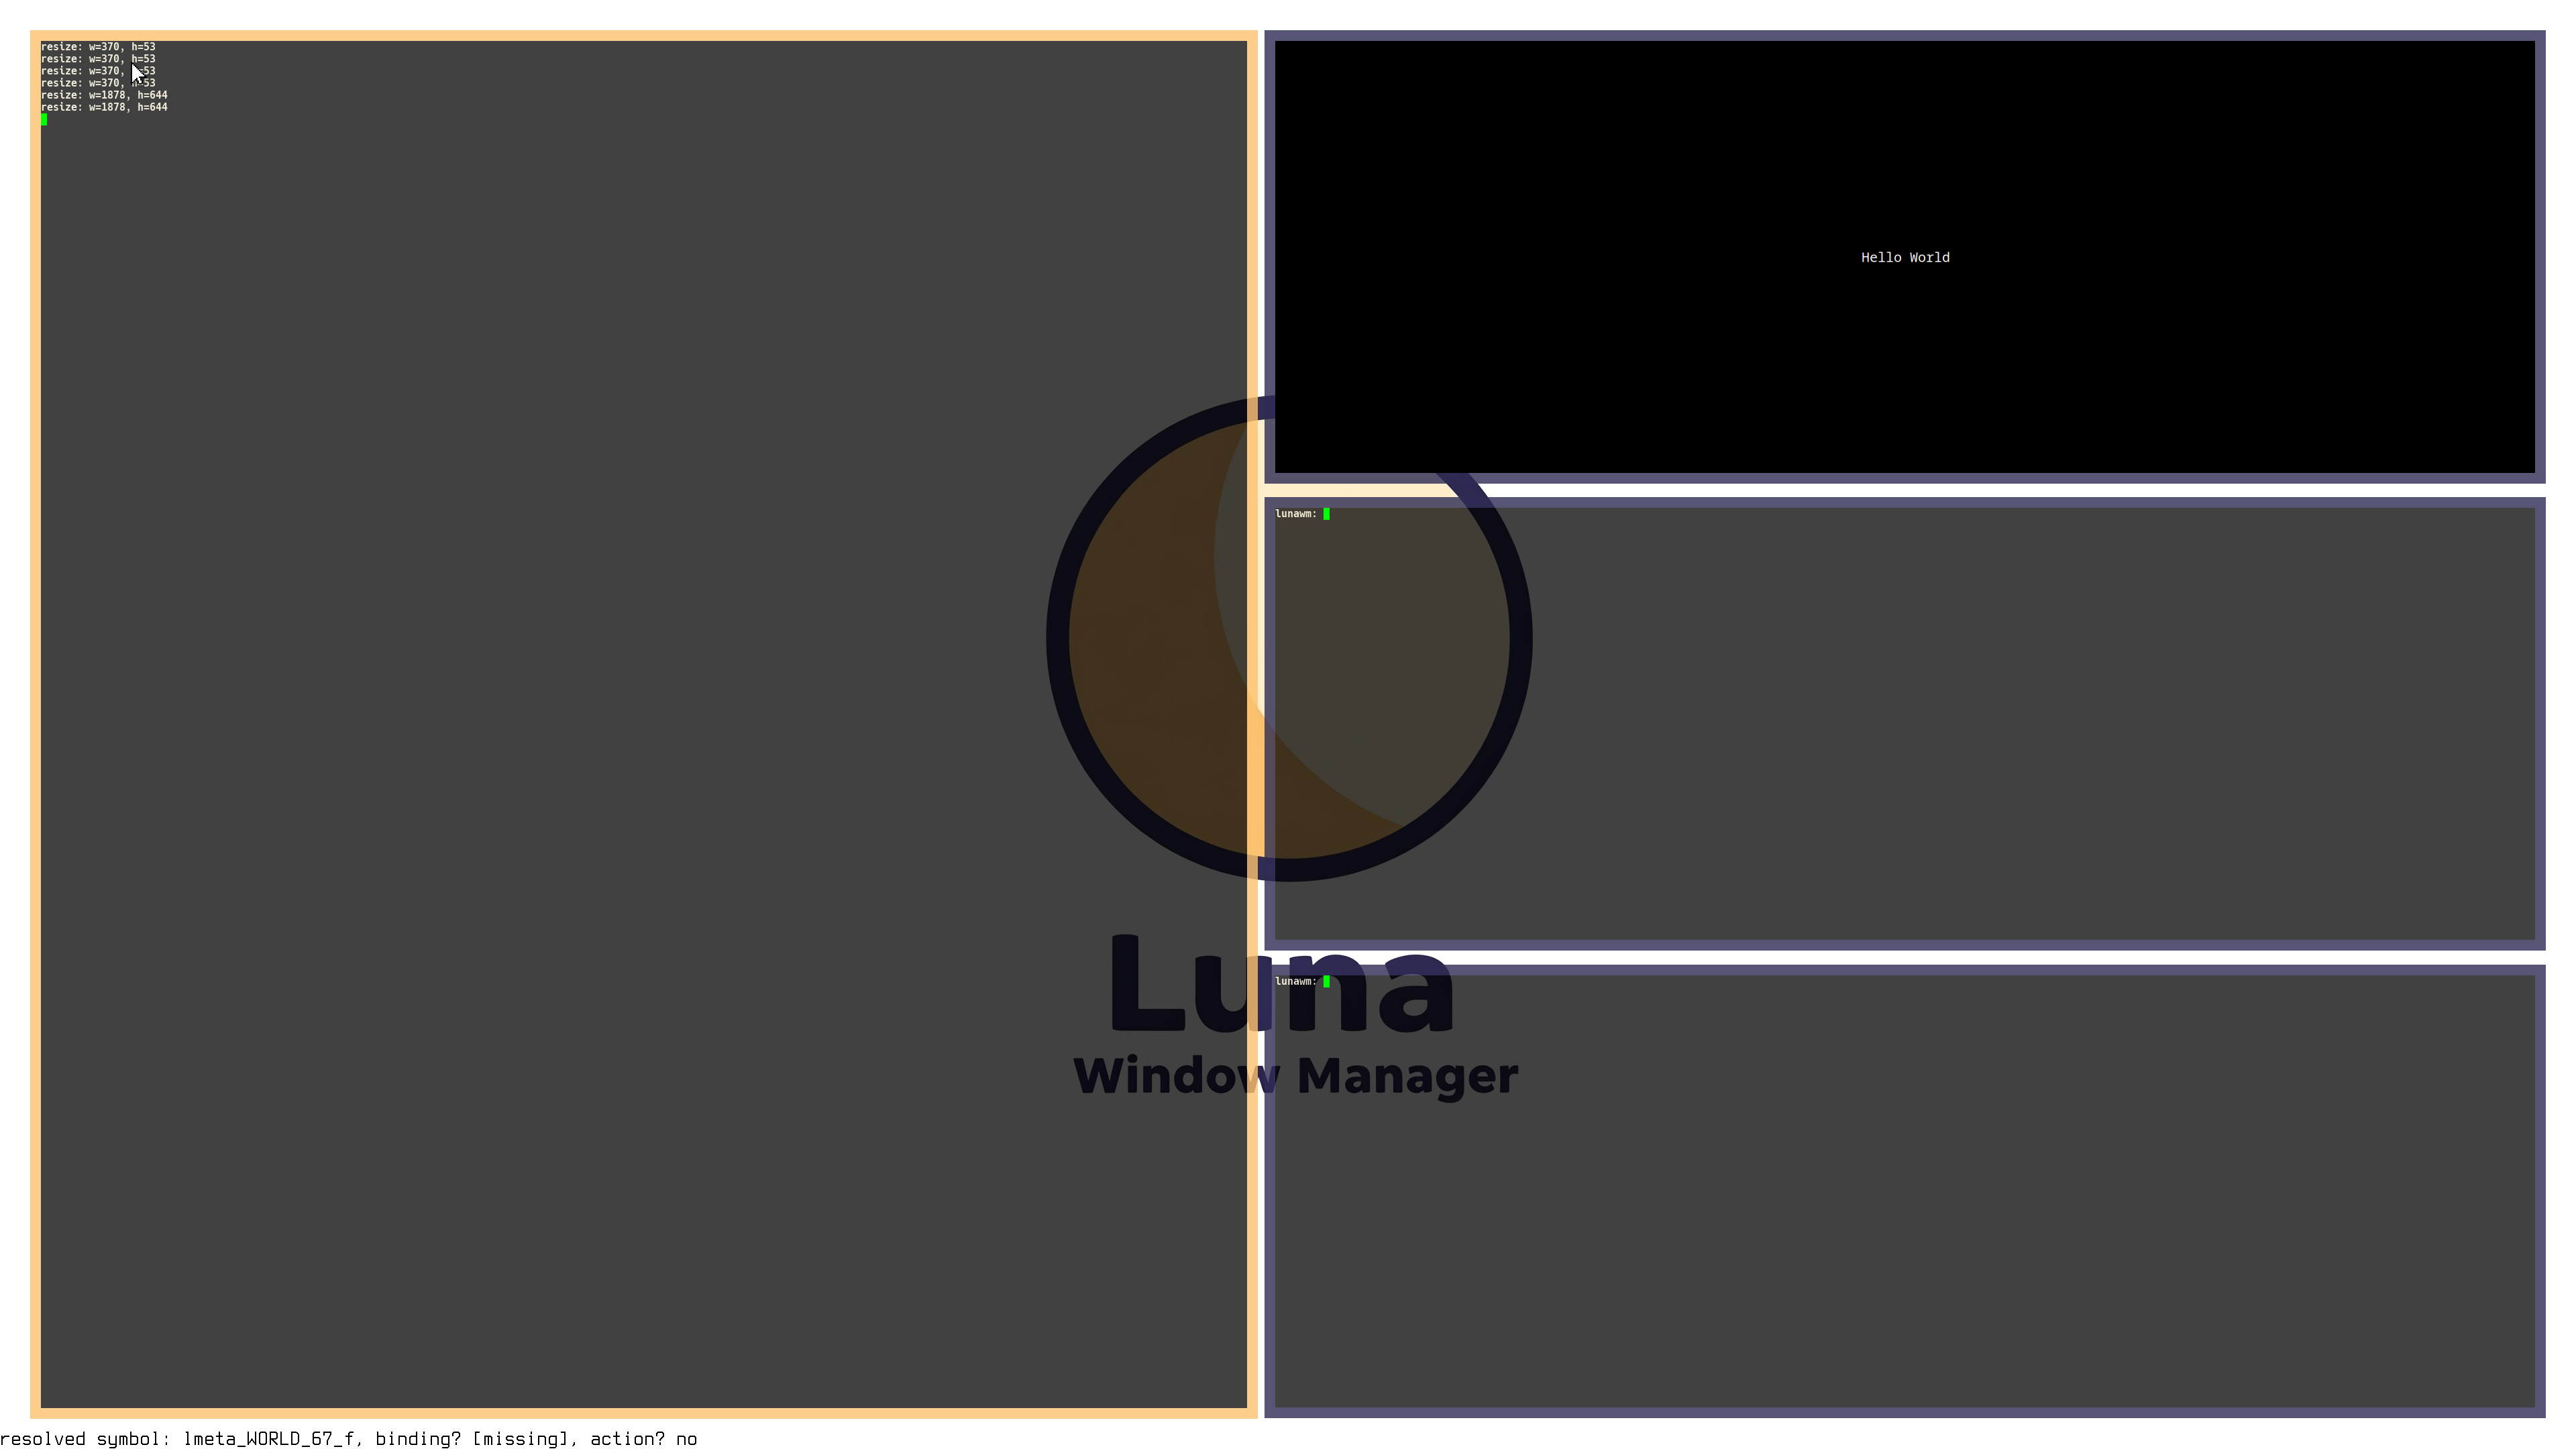 resize: w=370, h=53
resize: w=370, h=53
resize: w=370, h=53
resize: w=370, h=53
resize: w=1878, h=644
resize: w=1878, h=644
Hello World
lunawm:
lunawm:
Luna
Window Manager
resolved symbol: lmeta_WORLD_67_f, binding? [missing], action? no